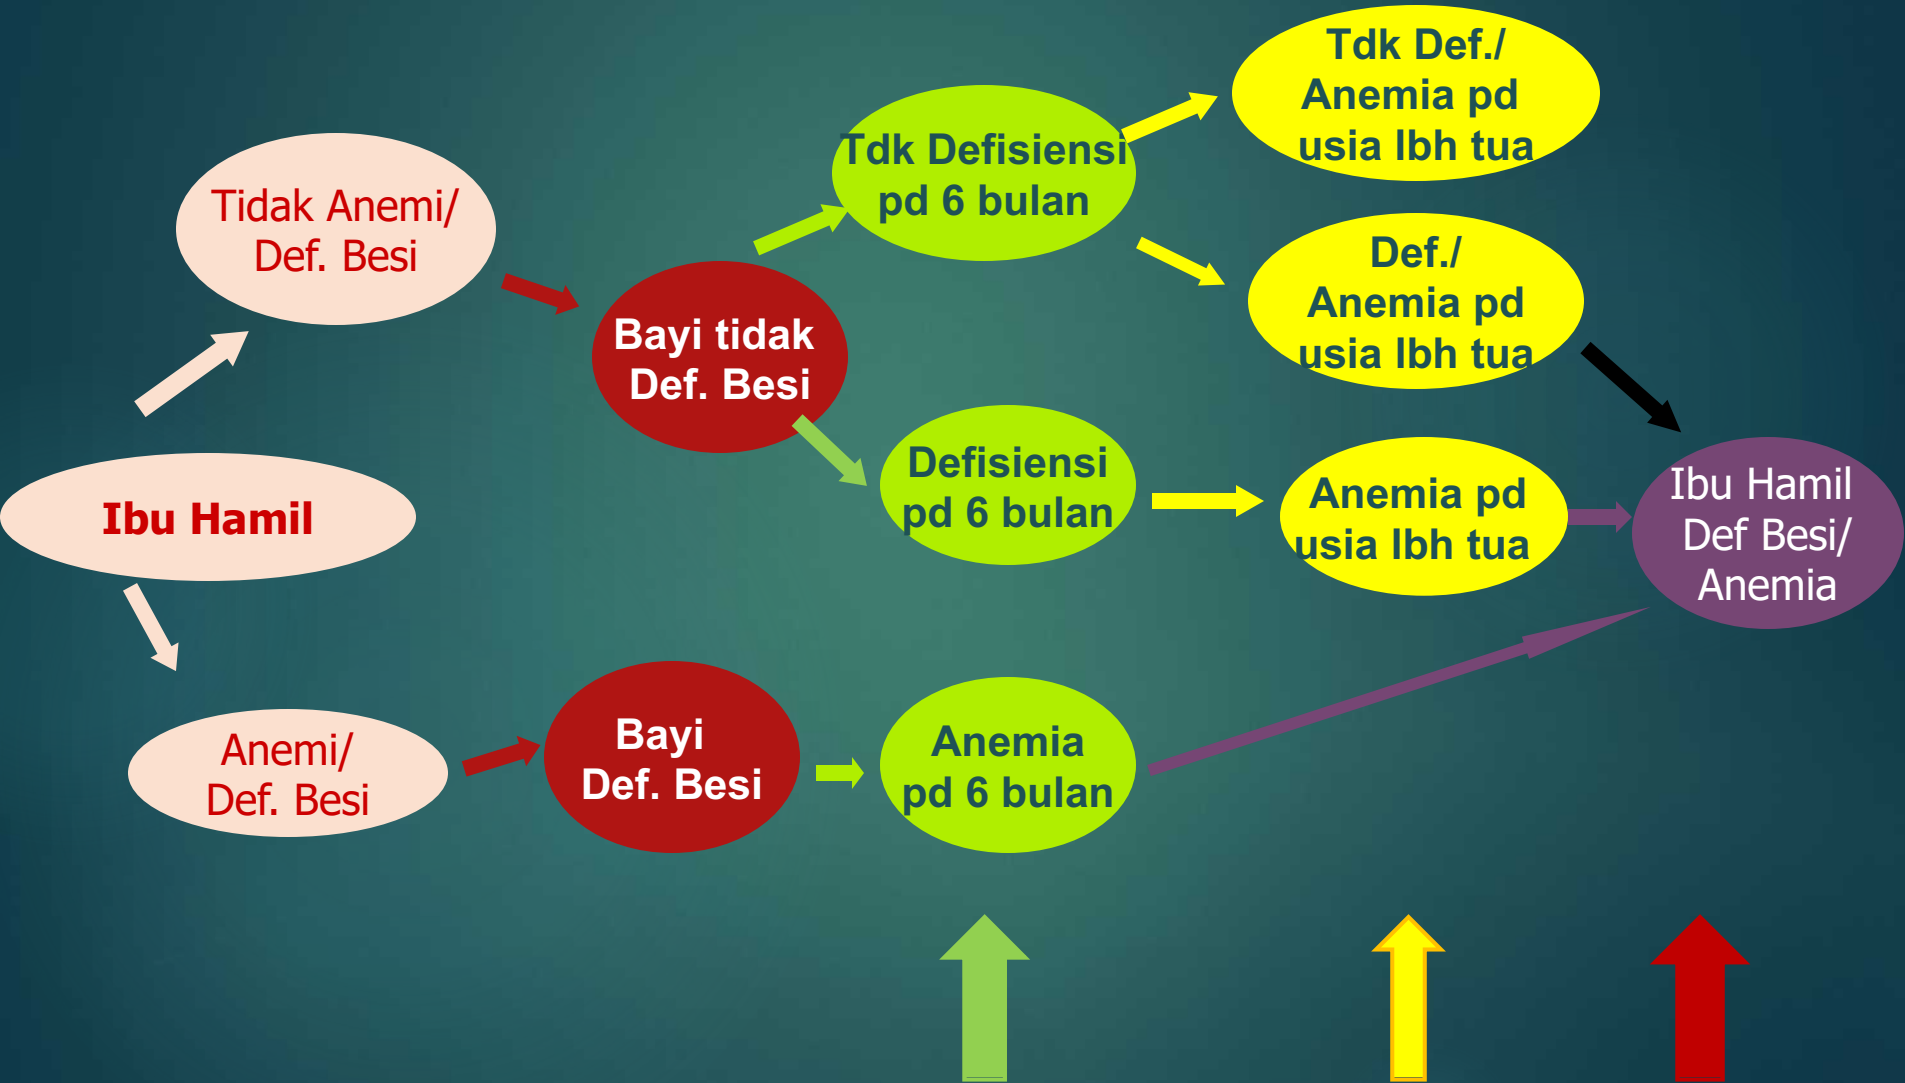 Tidak Anemi/
Def. Besi
Ibu Hamil
Anemi/
Def. Besi
Bayi tidak
Def. Besi
Bayi
Def. Besi
Tdk Defisiensi
pd 6 bulan
Defisiensi
pd 6 bulan
Anemia
pd 6 bulan
Tdk Def./
Anemia pd
usia lbh tua
Def./
Anemia pd
usia lbh tua
Anemia pd
usia lbh tua
Ibu Hamil
Def Besi/
Anemia